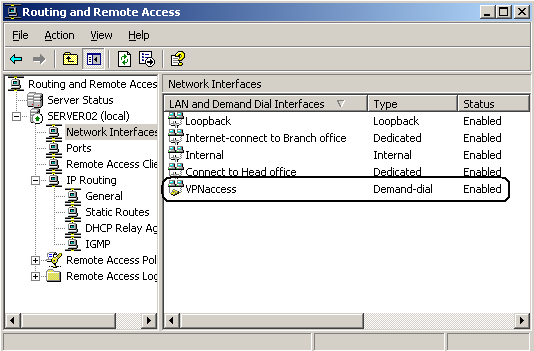 Routing and Remote Access
File Action View Help
Routing and Remote Access
Server Status
SERVER02 (local)
Network Interfaces
Ports
Remote Access Clie
IP Routing
General
Static Routes
DHCP Relay Ag
IGMP
Remote Access Pol
Remote Access Log
Network Interfaces
LAN and Demand Dial Interfaces Type Status
Loopback Loopback Enabled
Internet-connect to Branch office Dedicated Enabled
Internal Internal Enabled
Connect to Head office Dedicated Enabled
VPNaccess Demand-dial Enabled